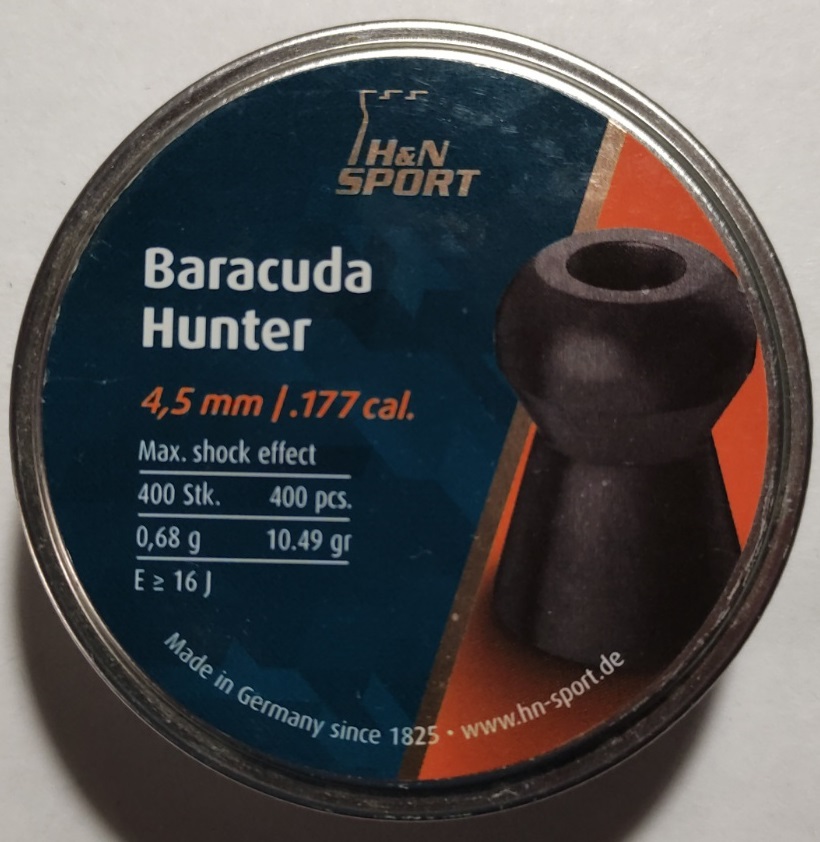 H&N
SPORT
Baracuda
Hunter
4,5 mm / .177 cal.
Max. shock effect
400 Stk. 400 pcs.
0,68 g 10.49 gr
E ≥ 16 J
Made in Germany since 1825 • www.hn-sport.de